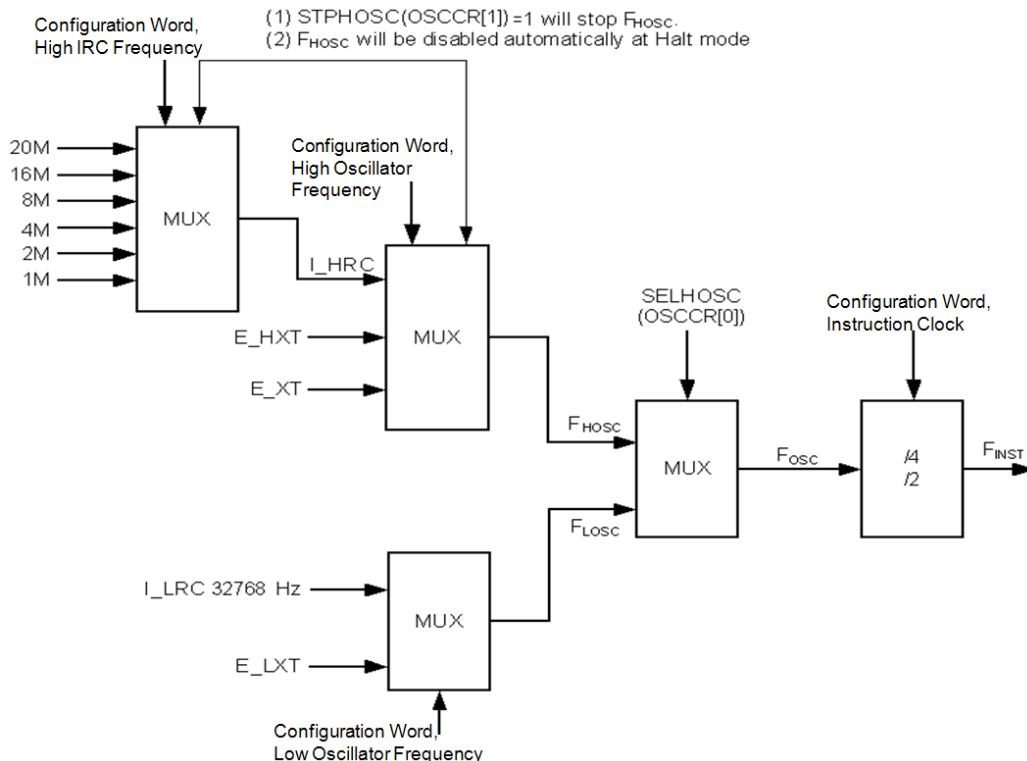 (1) STPHOSC(OSCCR[1])=1 will stop FHOSC.
(2) FHOSC will be disabled automatically at Halt mode
Configuration Word,
High IRC Frequency
20M
16M
8M
4M
2M
1M
MUX
Configuration Word,
High Oscillator
Frequency
I_HRC
E_HXT
E_XT
MUX
SELHOSC
(OSCCR[0])
Configuration Word,
Instruction Clock
FHOSC
FLOSC
MUX
FOSC
/4
/2
FINST
I_LRC 32768 Hz
E_LXT
MUX
Configuration Word,
Low Oscillator Frequency